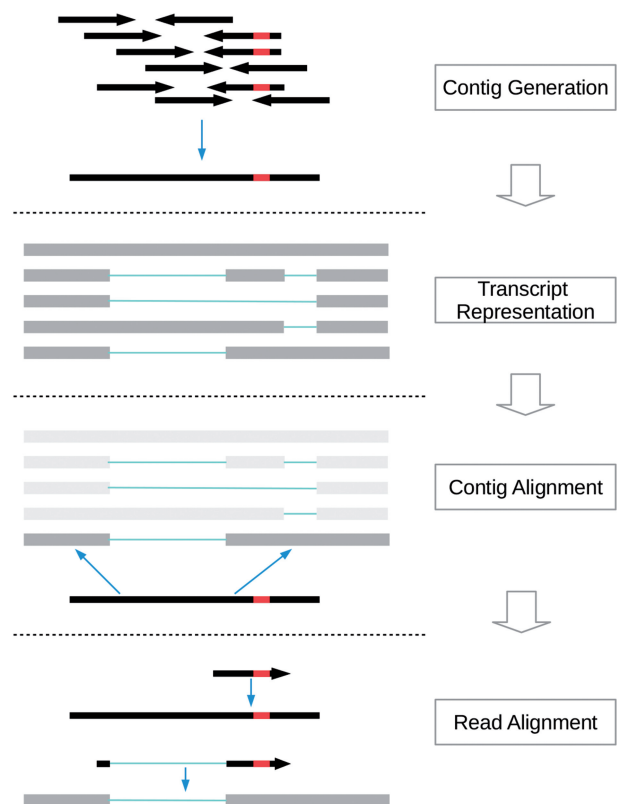 Contig Generation
Transcript
Representation
Contig Alignment
Read Alignment